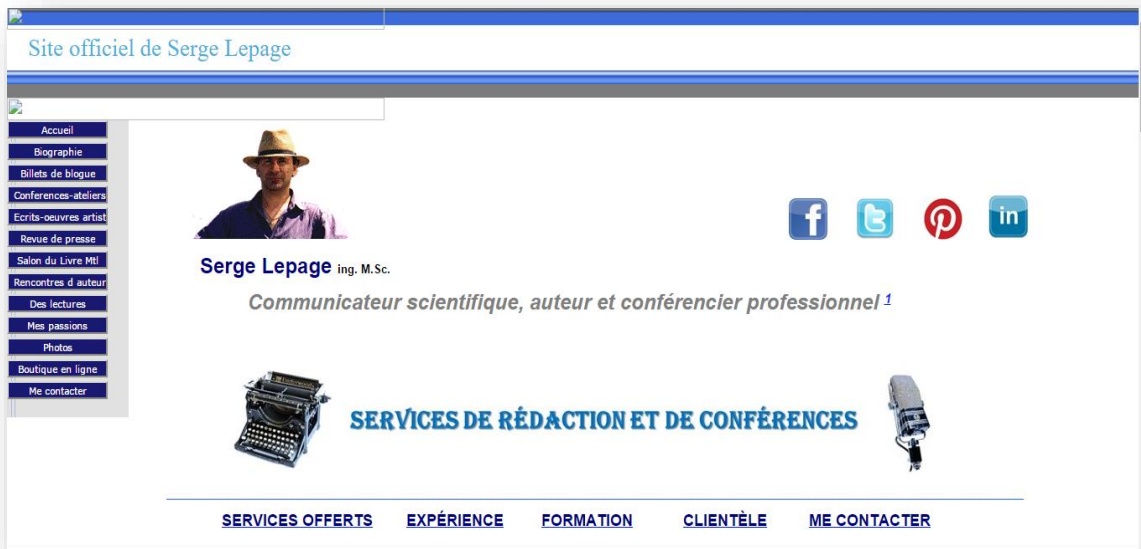 Site officiel de Serge Lepage
Accueil
Biographie
Billets de blogue
Conferences-ateliers
Ecrits-oeuvres artist
Revue de presse
Salon du Livre Mtl
Rencontres d auteur
Des lectures
Mes passions
Photos
Boutique en ligne
Me contacter
in
Serge Lepage ing. M.Sc.
Communicateur scientifique, auteur et conférencier professionnel 1
Underwood
SERVICES DE RÉDACTION ET DE CONFÉRENCES
SERVICES OFFERTS EXPÉRIENCE FORMATION CLIENTÈLE ME CONTACTER